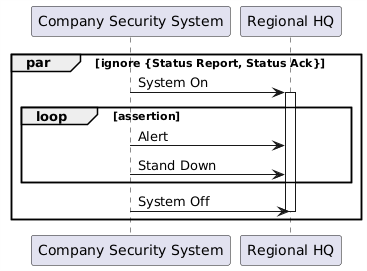 Company Security System
Regional HQ
par [ignore {Status Report, Status Ack}]
System On
loop [assertion]
Alert
Stand Down
System Off
Company Security System
Regional HQ